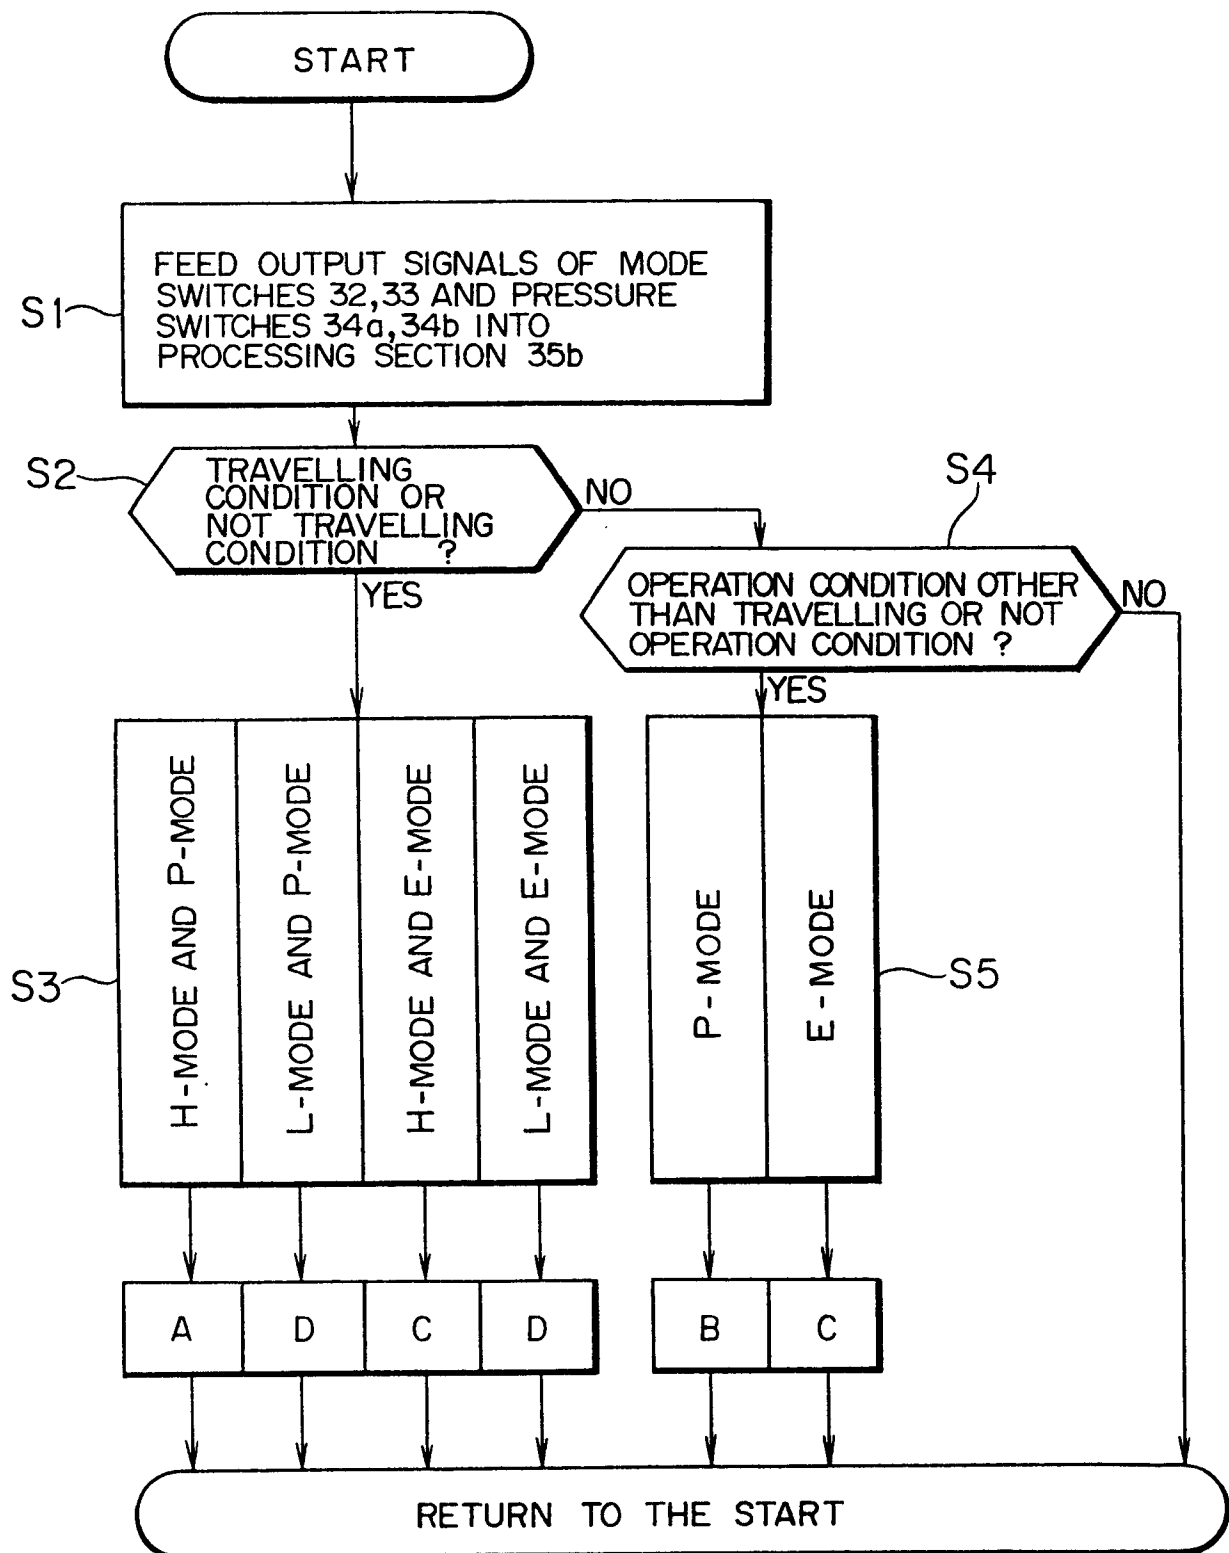 START
FEED OUTPUT SIGNALS OF MODE
SWITCHES 32,33 AND PRESSURE
SWITCHES 34a,34b INTO
PROCESSING SECTION 35b
S1
TRAVELLING
CONDITION OR
NOT TRAVELLING
CONDITION ?
S2
NO
YES
S4
OPERATION CONDITION OTHER
THAN TRAVELLING OR NOT
OPERATION CONDITION ?
NO
YES
S3
H-MODE AND P-MODE
L-MODE AND P-MODE
H-MODE AND E-MODE
L-MODE AND E-MODE
P-MODE
E-MODE
S5
A
D
C
D
B
C
RETURN TO THE START